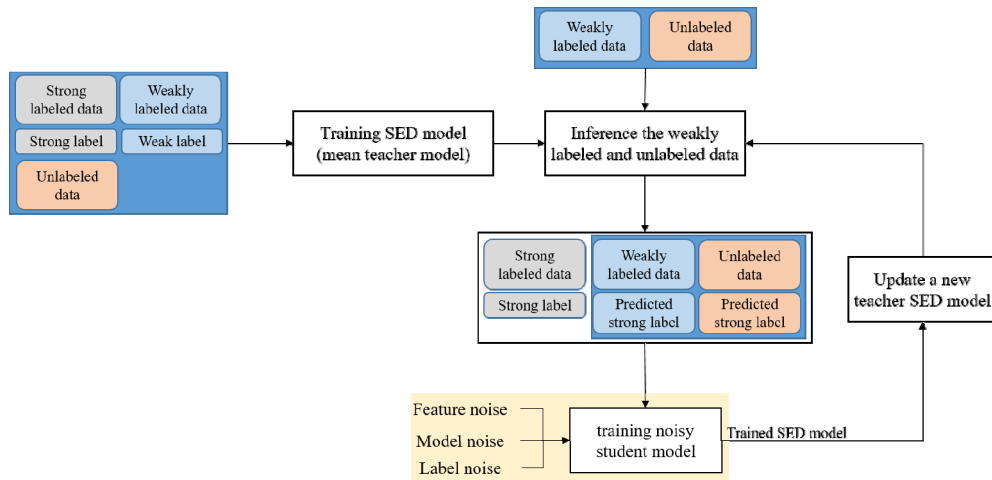 Weakly
labeled data
Unlabeled
data
Strong
labeled data
Weakly
labeled data
Strong label
Weak label
Unlabeled
data
Training SED model
(mean teacher model)
Inference the weakly
labeled and unlabeled data
Strong
labeled data
Strong label
Weakly
labeled data
Unlabeled
data
Predicted
strong label
Predicted
strong label
Update a new
teacher SED model
Feature noise
Model noise
Label noise
training noisy
student model
Trained SED model